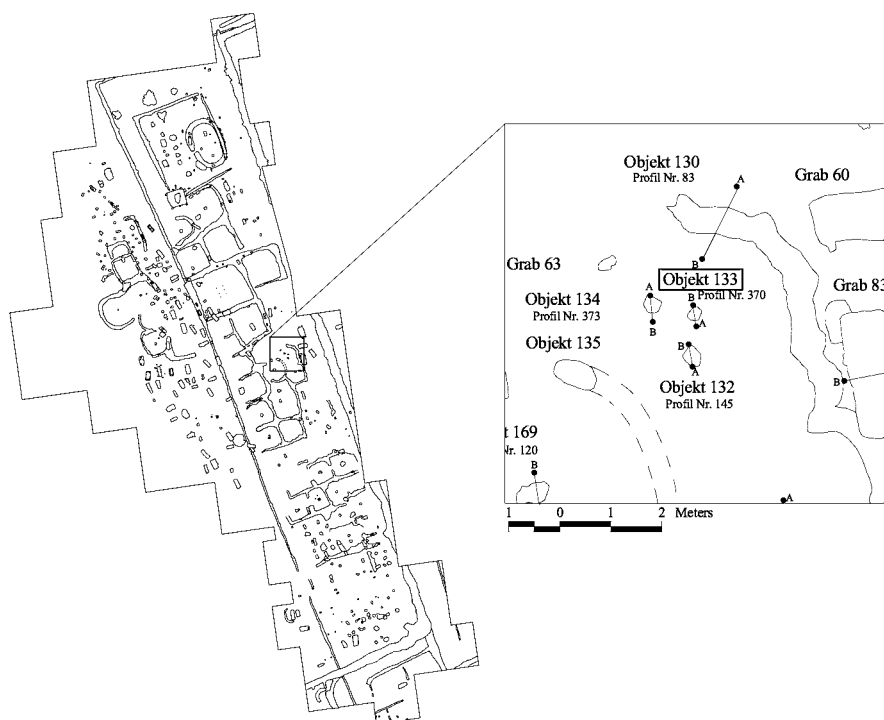 Objekt 130
Profil Nr. 83
A
Grab 60
B
Grab 63
Objekt 133
Profil Nr. 370
Grab 83
A
B
Objekt 134
Profil Nr. 373
B
A
Objekt 135
B
A
Objekt 132
Profil Nr. 145
B
t 169
Nr. 120
B
A
1 0 1 2 Meters